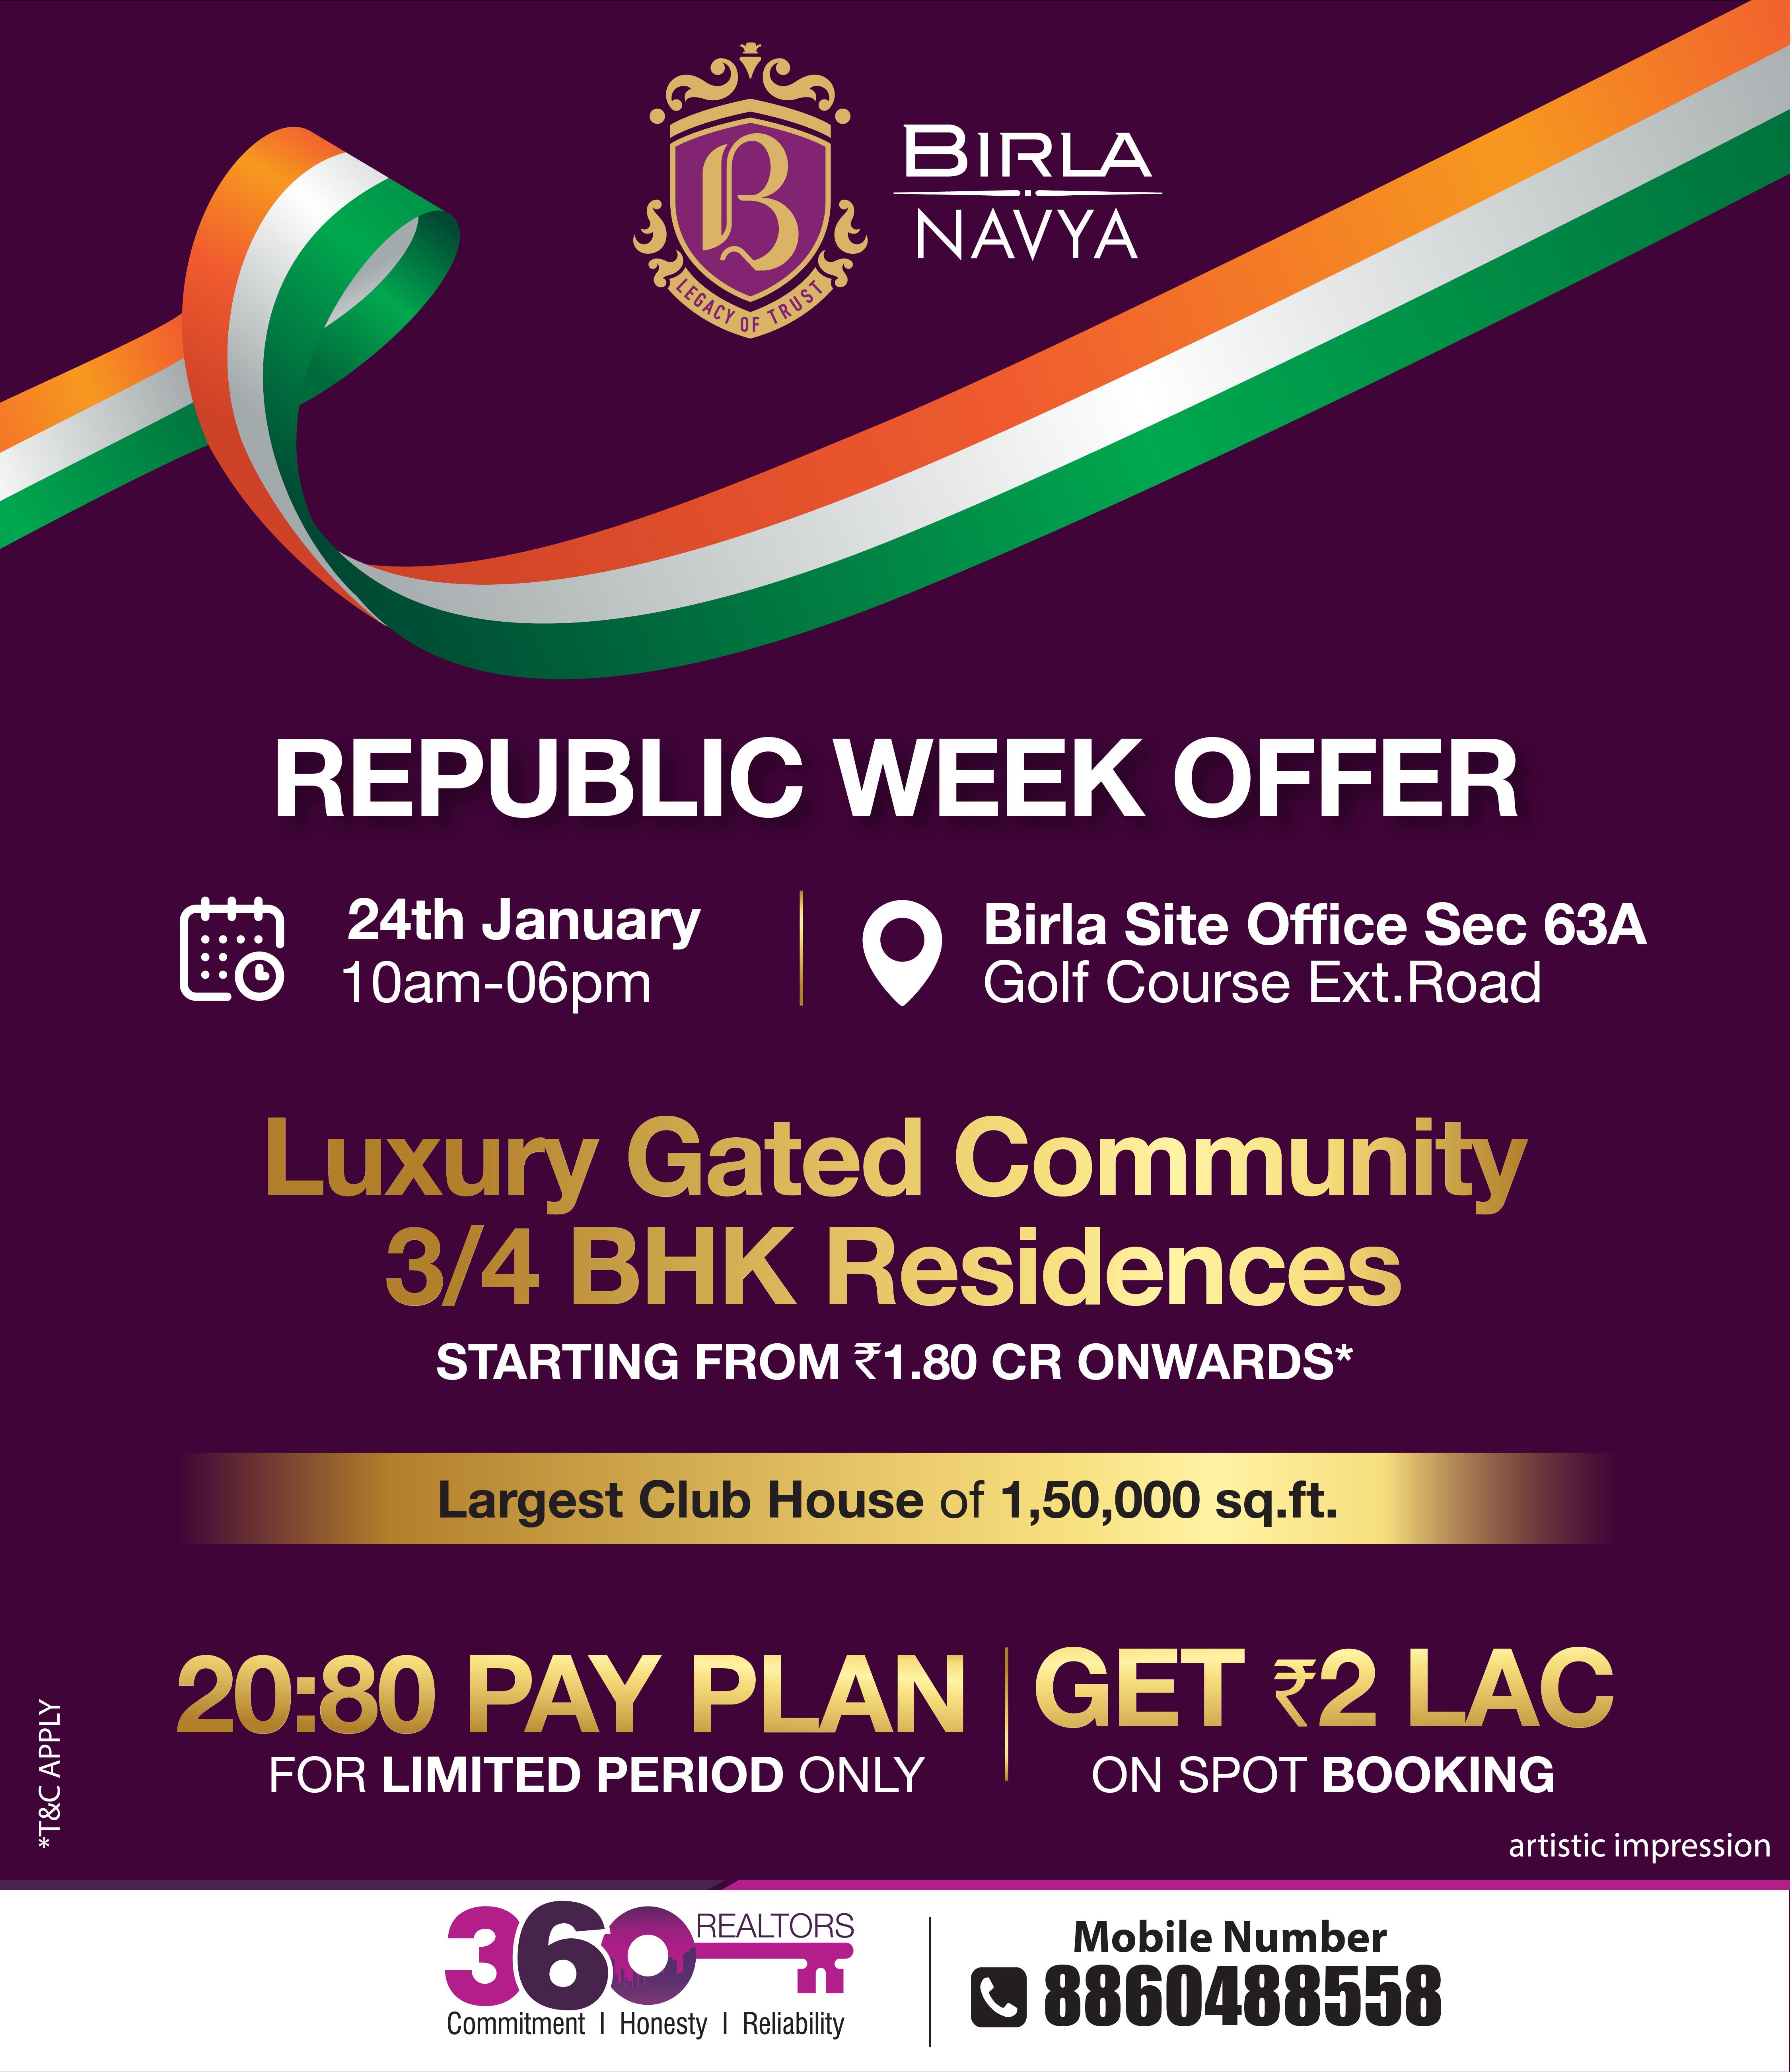 B
LEGACY OF TRUST
BIRLA
NAVYA
REPUBLIC WEEK OFFER
24th January
10am-06pm
Birla Site Office Sec 63A
Golf Course Ext.Road
Luxury Gated Community
3/4 BHK Residences
STARTING FROM ₹1.80 CR ONWARDS*
Largest Club House of 1,50,000 sq.ft.
20:80 PAY PLAN
FOR LIMITED PERIOD ONLY
GET ₹2 LAC
ON SPOT BOOKING
*T&C APPLY
artistic impression
360 REALTORS
Commitment I Honesty I Reliability
Mobile Number
8860488558